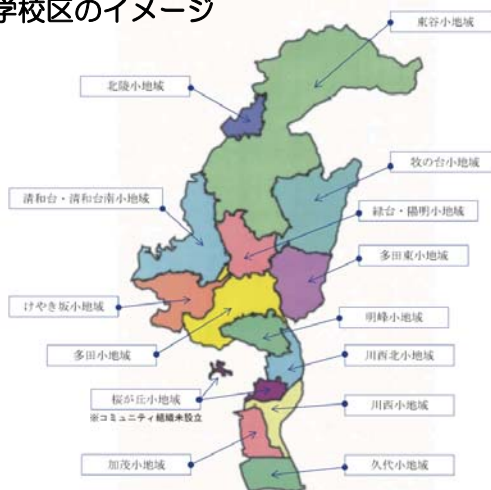 学校区のイメージ
東谷小地域
北陵小地域
牧の台小地域
清和台・清和台南小地域
緑台・陽明小地域
多田東小地域
けやき坂小地域
明峰小地域
多田小地域
川西北小地域
桜が丘小地域
※コミュニティ組織未設立
川西小地域
加茂小地域
久代小地域